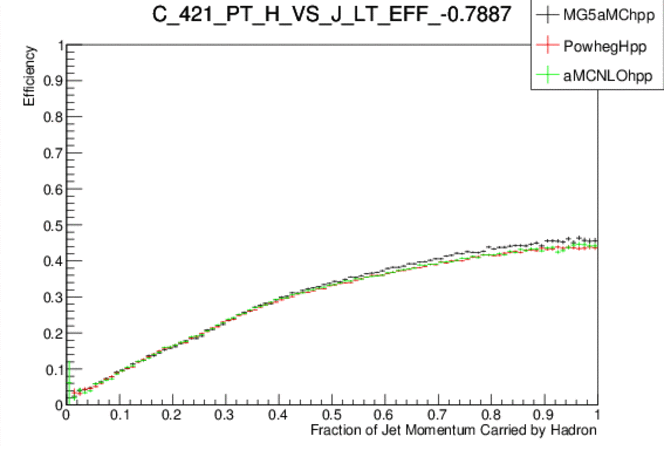 C_421_PT_H_VS_J_LT_EFF_-0.7887
MG5aMChpp
PowhegHpp
aMCNLOhpp
Efficiency
1
0.9
0.8
0.7
0.6
0.5
0.4
0.3
0.2
0.1
0
0 0.1 0.2 0.3 0.4 0.5 0.6 0.7 0.8 0.9 1
Fraction of Jet Momentum Carried by Hadron